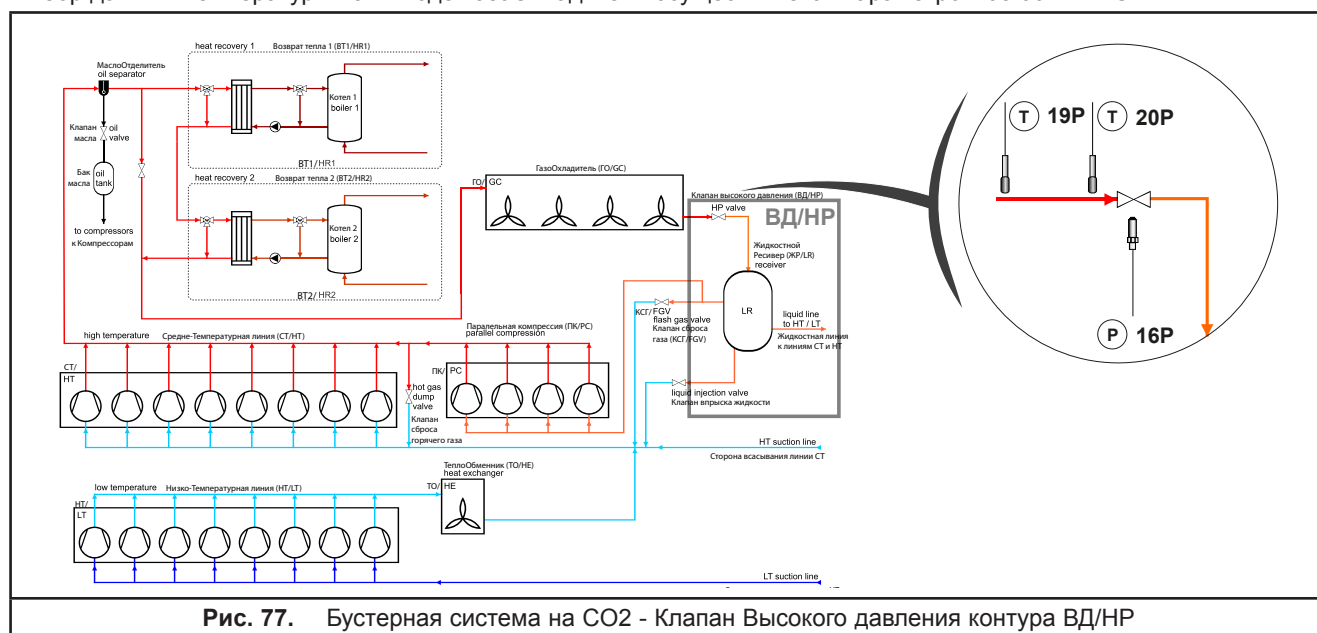 heat recovery 1 Возврат тепла 1 (ВТ1/HR1)
МаслоОтделитель
oil separator
Котел 1
boiler 1
Клапан
масла
oil
valve
Бак
масла
oil
tank
ВТ1/HR1
heat recovery 2 Возврат тепла 2 (ВТ2/HR2)
Котел 2
boiler 2
to compressors
к Компрессорам
ВТ2/HR2
ГазоОхладитель (ГО/GC)
ГО/
GC
Клапан высокого давления (ВД/HP)
HP valve
ВД/НР
Жидкостной
Ресивер (ЖР/LR)
receiver
LR
КСГ/
FGV
flash gas valve
Клапан сброса
газа (КСГ/FGV)
liquid line
to HT / LT
Жидкостная линия
к линиям СТ и НТ
liquid injection valve
Клапан впрыска жидкости
high temperature Средне-Температурная линия (СТ/HT)
Паралельная компрессия (ПК/PC)
parallel compression
СТ/
HT
ПК/
PC
hot gas
dump
valve
Клапан
сброса
горячего газа
HT suction line
Сторона всасывания линии СТ
ТеплоОбменник (ТО/HE)
heat exchanger
low temperature Низко-Температурная линия (НТ/LT)
ТО/
HE
НТ/
LT
LT suction line
T 19P
T 20P
P 16P
Рис. 77. Бустерная система на CO2 - Клапан Высокого давления контура ВД/НР